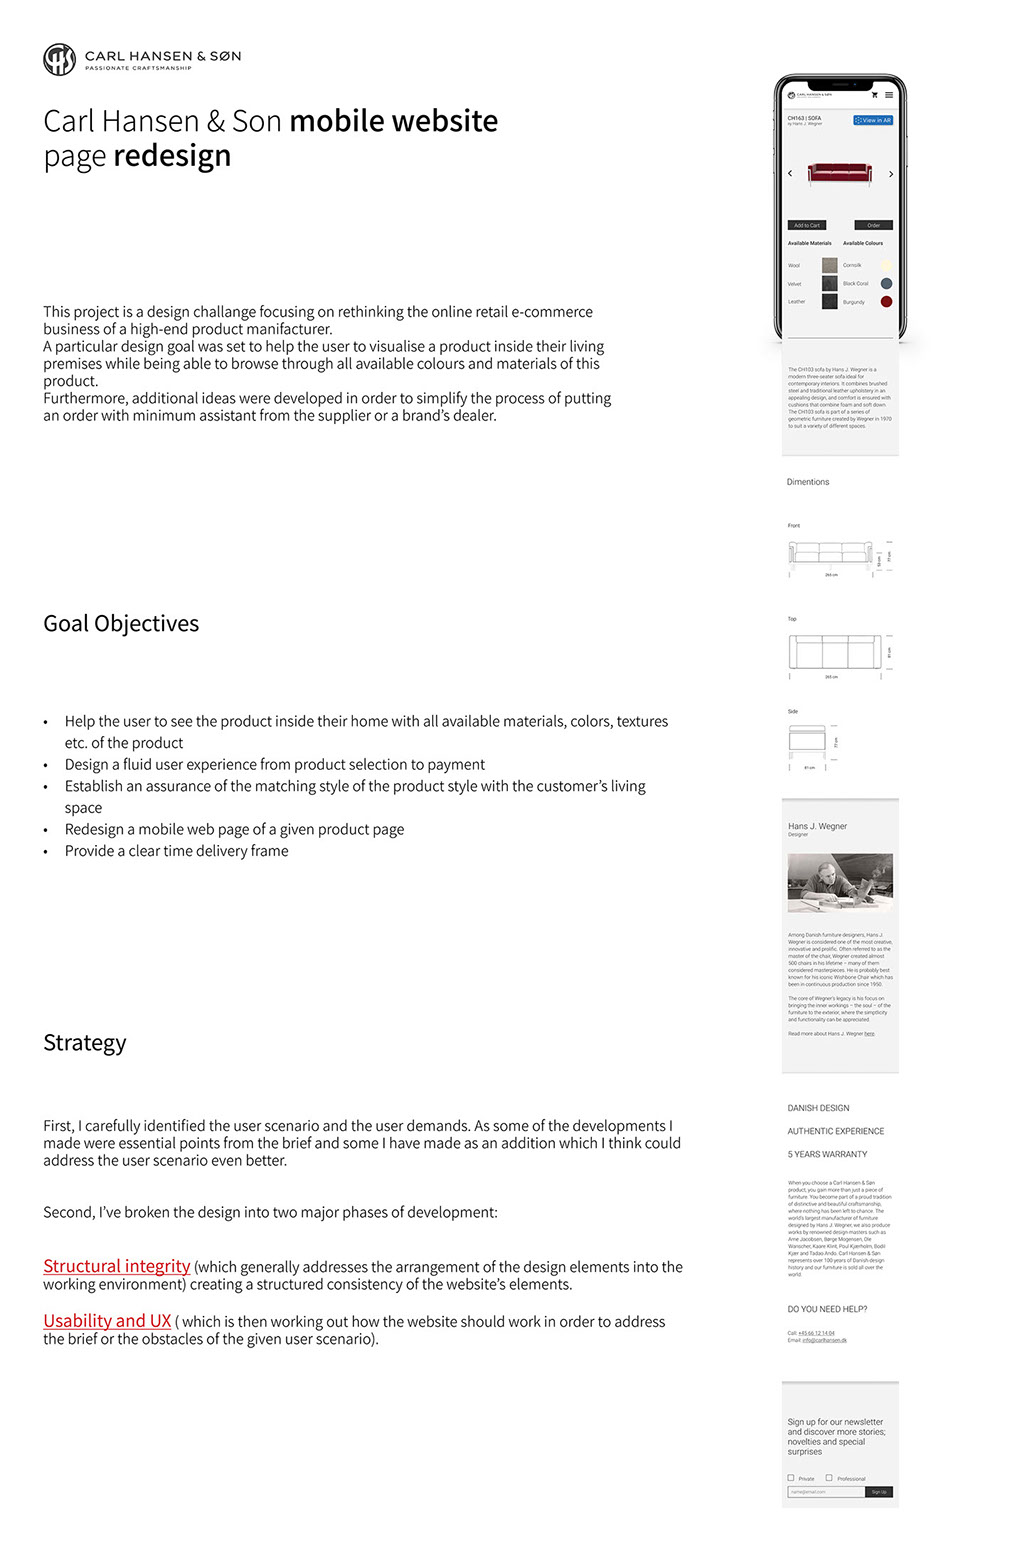 CARL HANSEN & SØN
PASSIONATE CRAFTSMANSHIP
Carl Hansen & Son mobile website
page redesign
This project is a design challange focusing on rethinking the online retail e-commerce
business of a high-end product manifacturer.
A particular design goal was set to help the user to visualise a product inside their living
premises while being able to browse through all available colours and materials of this
product.
Furthermore, additional ideas were developed in order to simplify the process of putting
an order with minimum assistant from the supplier or a brand's dealer.
Goal Objectives
• Help the user to see the product inside their home with all available materials, colors, textures
etc. of the product
• Design a fluid user experience from product selection to payment
• Establish an assurance of the matching style of the product style with the customer's living
space
• Redesign a mobile web page of a given product page
• Provide a clear time delivery frame
Strategy
First, I carefully identified the user scenario and the user demands. As some of the developments I
made were essential points from the brief and some I have made as an addition which I think could
address the user scenario even better.
Second, I've broken the design into two major phases of development:
Structural integrity (which generally addresses the arrangement of the design elements into the
working environment) creating a structured consistency of the website's elements.
Usability and UX ( which is then working out how the website should work in order to address
the brief or the obstacles of the given user scenario).
CARL HANSEN & SØN
CH163 | SOFA
by Hans J. Wegner
View in AR
Add to Cart
Order
Available Materials
Available Colours
Wool
Cornsilk
Velvet
Black Coral
Leather
Burgundy
The CH103 sofa by Hans J. Wegner is a
modern three-seater sofa ideal for
contemporary interiors. It combines brushed
steel and traditional leather upholstery in an
appealing design, and comfort is ensured with
cushions that combine foam and soft down.
The CH103 sofa is part of a series of
geometric furniture created by Wegner in 1970
to suit a variety of different spaces.
Dimentions
Front
265 cm
Top
265 cm
81 cm
Side
77 cm
81 cm
Hans J. Wegner
Designer
Among Danish furniture designers, Hans J.
Wegner is considered one of the most creative,
innovative and prolific. Often referred to as the
master of the chair, Wegner created almost
500 chairs in his lifetime – many of them
considered masterpieces. He is probably best
known for his iconic Wishbone Chair which has
been in continuous production since 1950.
The core of Wegner's legacy is his focus on
bringing the inner workings – the soul – of the
furniture to the exterior, where the simplicity
and functionality can be appreciated.
Read more about Hans J. Wegner here.
DANISH DESIGN
AUTHENTIC EXPERIENCE
5 YEARS WARRANTY
When you choose a Carl Hansen & Søn
product, you gain more than just a piece of
furniture. You become part of a proud tradition
of distinctive and beautiful craftsmanship,
where nothing has been left to chance. The
world's largest manufacturer of furniture
designed by Hans J. Wegner, we also produce
works by renowned design masters such as
Arne Jacobsen, Børge Mogensen, Ole
Wanscher, Kaare Klint, Poul Kjærholm, Bodil
Kjær and Tadao Ando. Carl Hansen & Søn
represents over 100 years of Danish design
history and our furniture is sold all over the
world.
DO YOU NEED HELP?
Call: +45 66 12 14 04
Email: info@carlhansen.dk
Sign up for our newsletter
and discover more stories;
novelties and special
surprises
Private
Professional
name@email.com
Sign Up